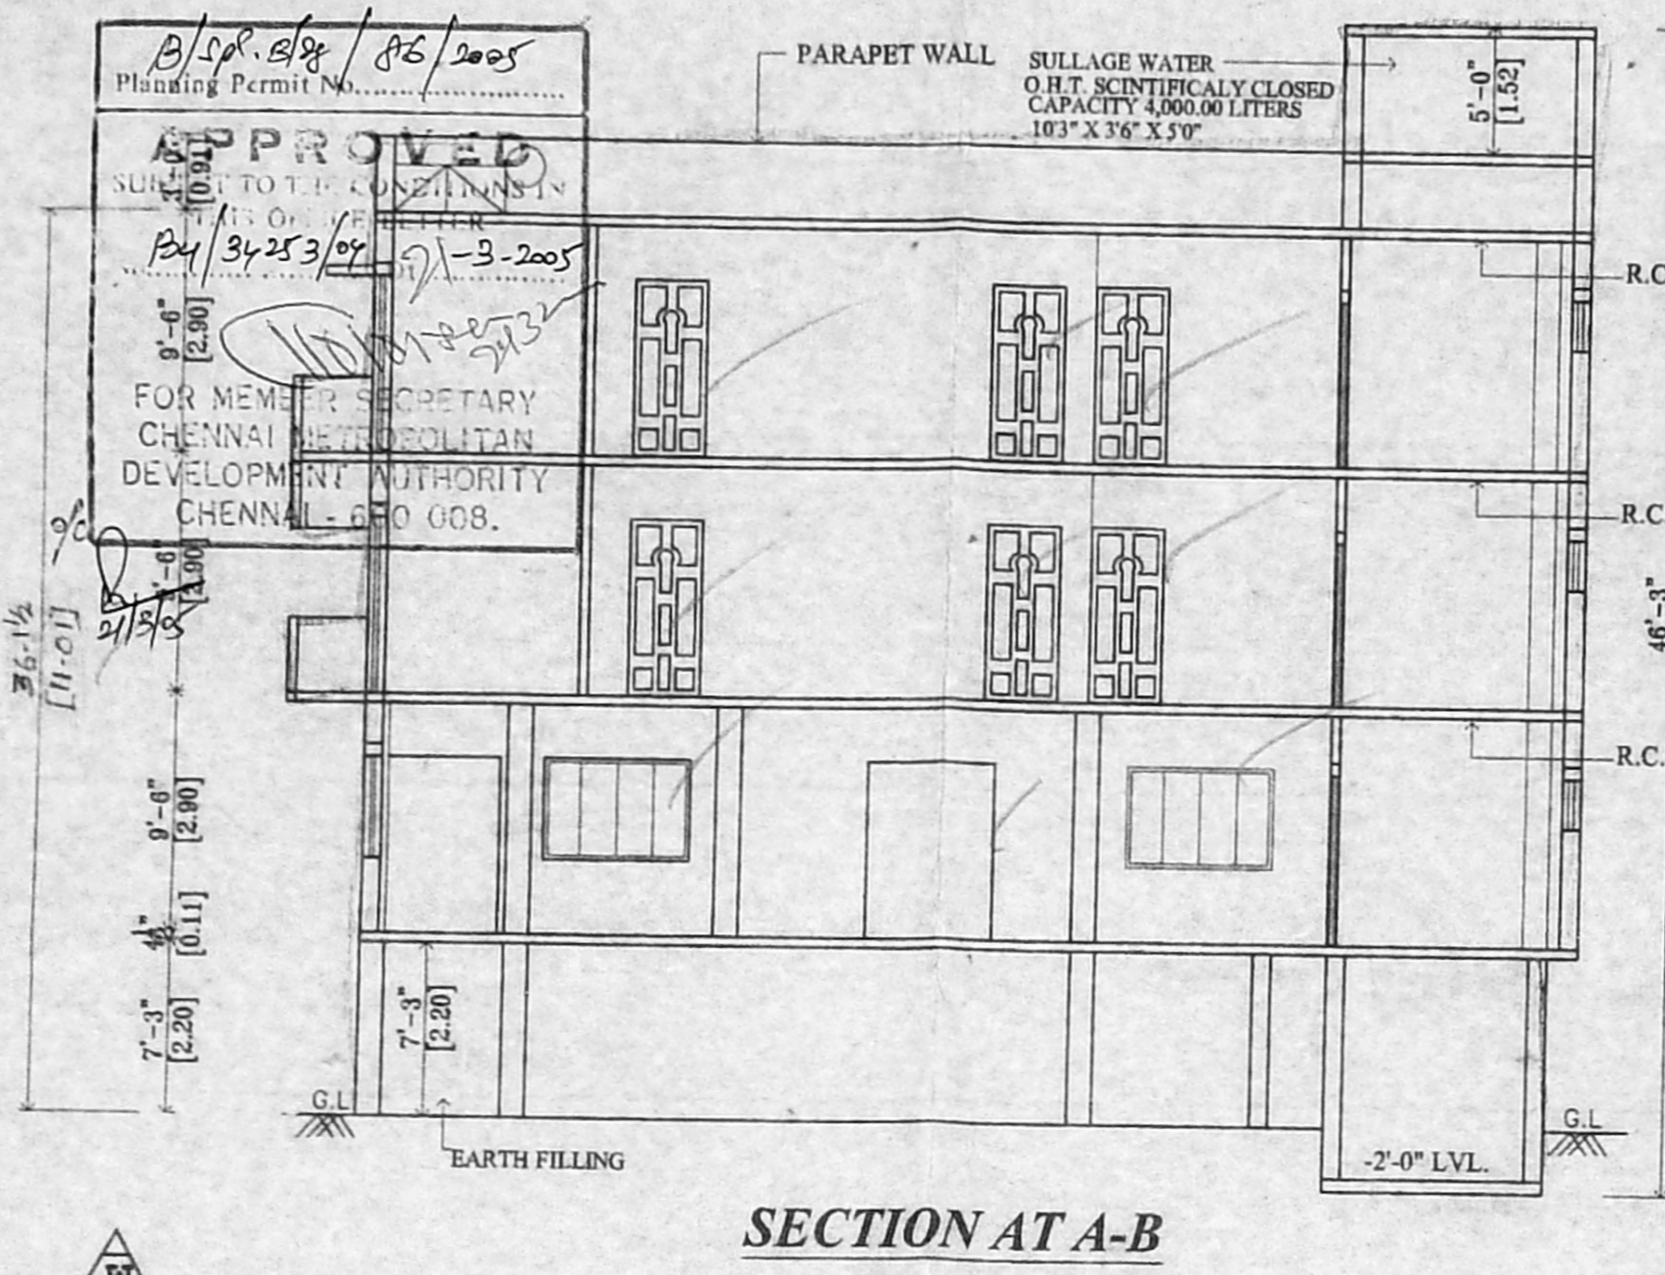 B/Spl. Bldg / 86 / 2005
Planning Permit No.
APPROVED
SUBJECT TO THE CONDITIONS IN
THIS OFFICE LETTER
B4/34253/04 Dt 21-3-2005
FOR MEMBER SECRETARY
CHENNAI METROPOLITAN
DEVELOPMENT AUTHORITY
CHENNAI - 600 008.
o/c
21/3/05
PARAPET WALL
SULLAGE WATER
O.H.T. SCINTIFICALY CLOSED
CAPACITY 4,000.00 LITERS
10'3" X 3'6" X 5'0"
5'-0"
[1.52]
3'-0"
[0.91]
9'-6"
[2.90]
9'-6"
[2.90]
9'-6"
[2.90]
4½"
[0.11]
7'-3"
[2.20]
36-1½
[11.01]
7'-3"
[2.20]
R.C
R.C.
R.C.
46'-3"
G.L
G.L
EARTH FILLING
-2'-0" LVL.
SECTION AT A-B